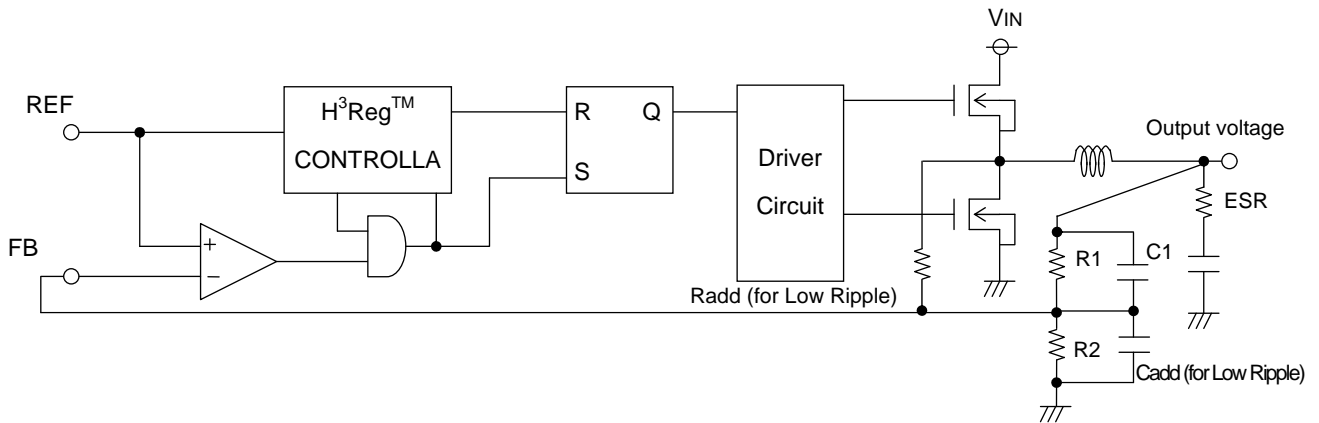 VIN
REF
H³Reg™
CONTROLLA
R
Q
S
Driver
Circuit
Output voltage
ESR
FB
R1
C1
Radd (for Low Ripple)
R2
Cadd (for Low Ripple)
+
−